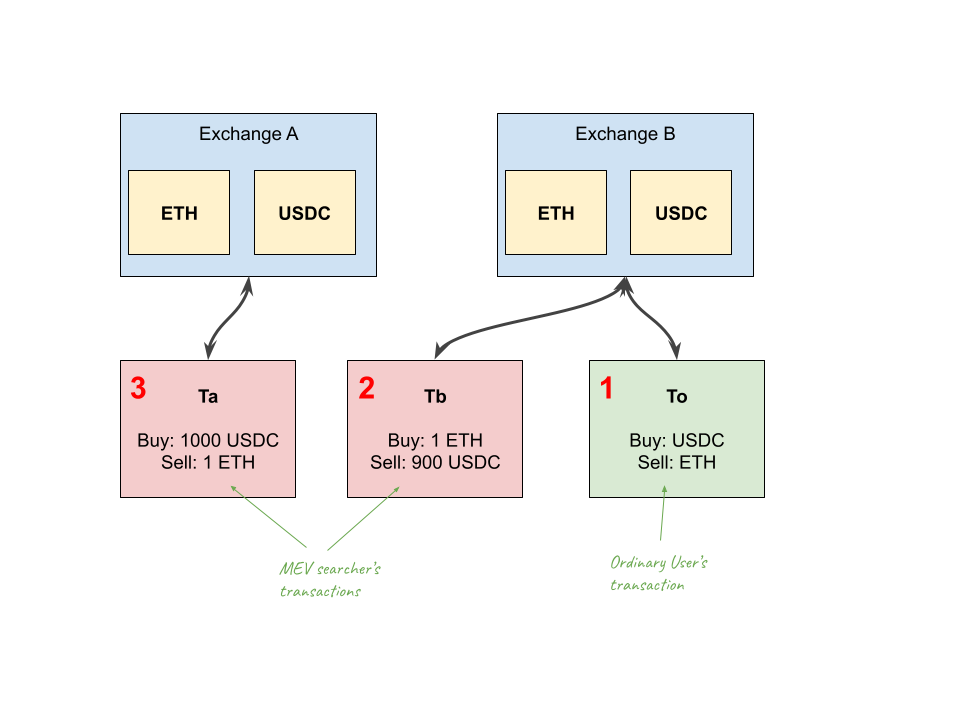 Exchange A
ETH
USDC
Exchange B
ETH
USDC
3
Ta
Buy: 1000 USDC
Sell: 1 ETH
2
Tb
Buy: 1 ETH
Sell: 900 USDC
1
To
Buy: USDC
Sell: ETH
MEV searcher's
transactions
Ordinary User's
transaction